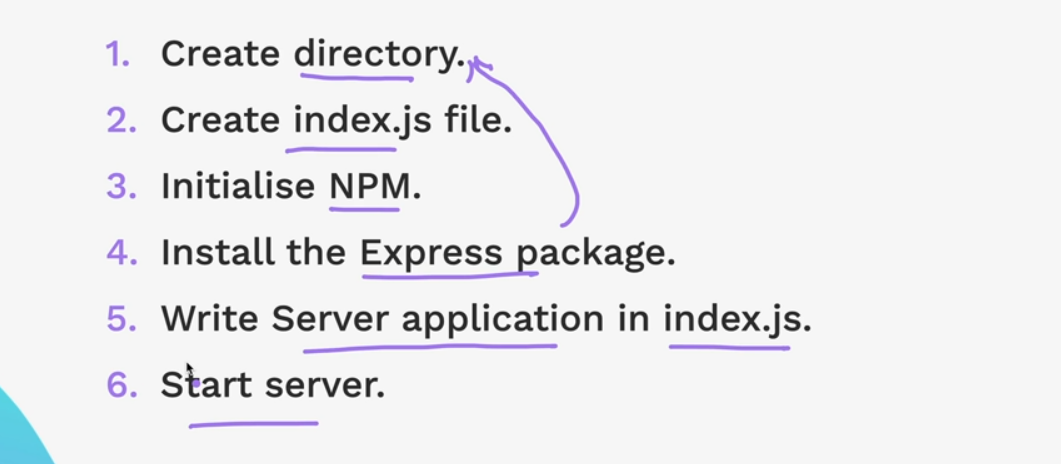 1. Create directory.
2. Create index.js file.
3. Initialise NPM.
4. Install the Express package.
5. Write Server application in index.js.
6. Start server.